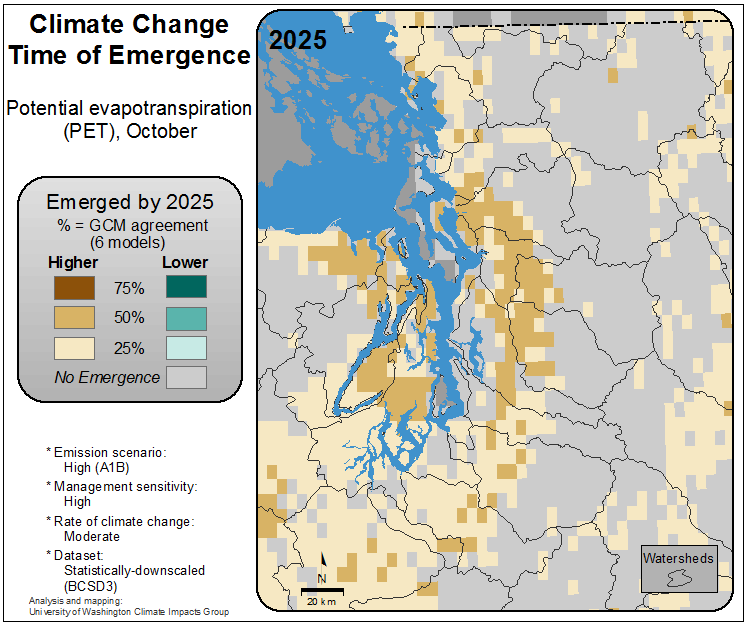 Climate Change
Time of Emergence
Potential evapotranspiration
(PET), October
Emerged by 2025
% = GCM agreement
(6 models)
Higher Lower
75%
50%
25%
No Emergence
* Emission scenario:
High (A1B)
* Management sensitivity:
High
* Rate of climate change:
Moderate
* Dataset:
Statistically-downscaled
(BCSD3)
Analysis and mapping:
University of Washington Climate Impacts Group
2025
N
20 km
Watersheds